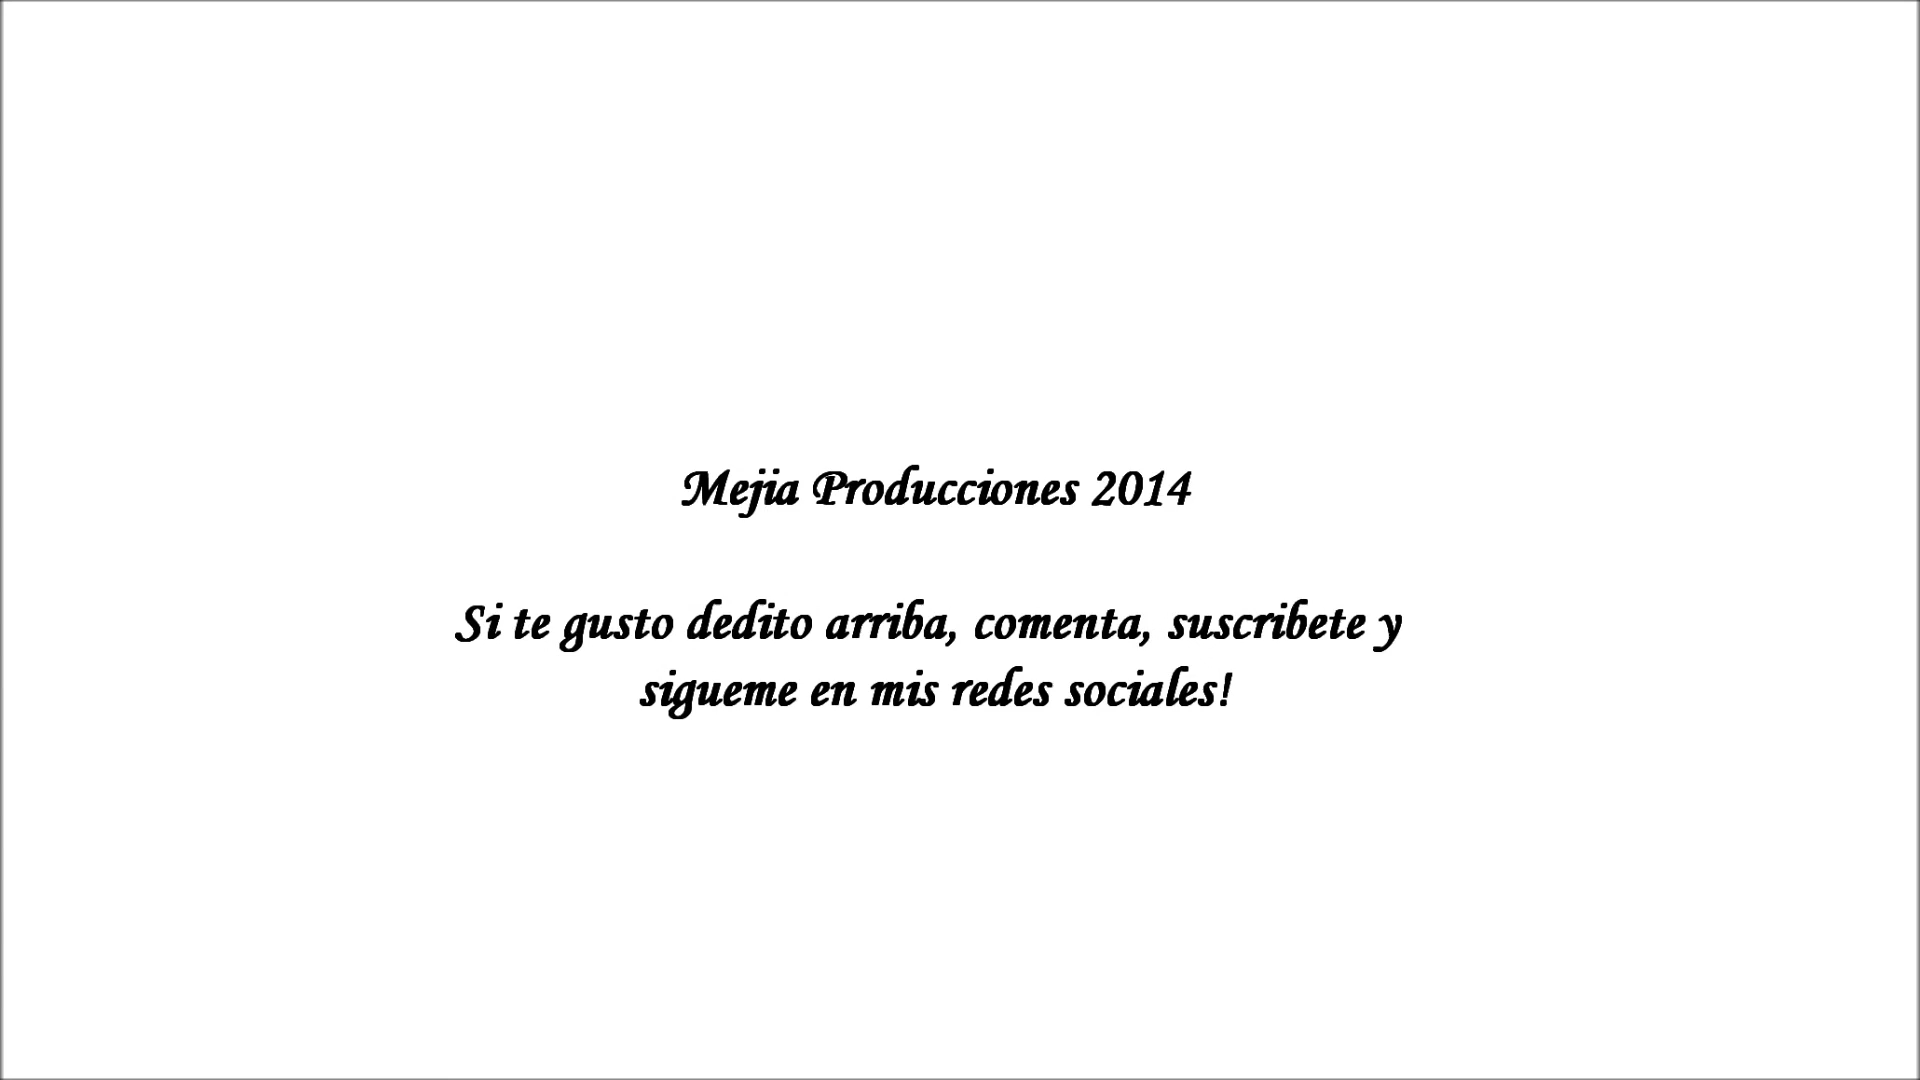 Mejia Producciones 2014
Si te gusto dedito arriba, comenta, suscribete y
sigueme en mis redes sociales!